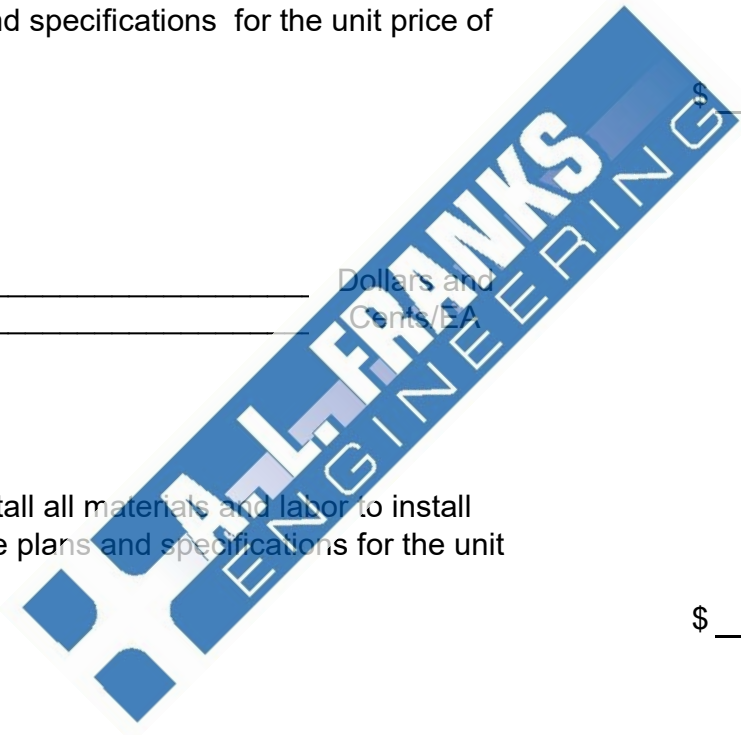 nd specifications for the unit price of
$
A. L. FRANKS
ENGINEERING
Dollars and
Cents/EA
tall all materials and labor to install
e plans and specifications for the unit
$